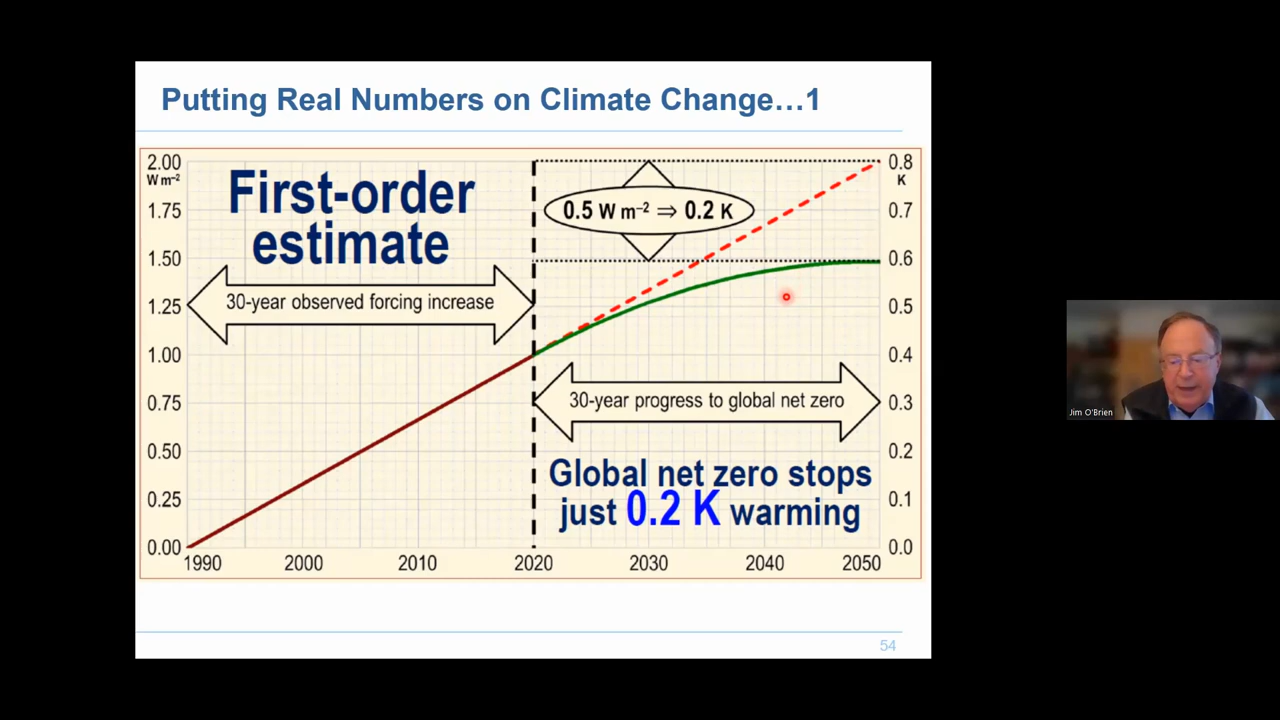 Putting Real Numbers on Climate Change…1
2.00
W m–2
1.75
1.50
1.25
1.00
0.75
0.50
0.25
0.00
First-order
estimate
30-year observed forcing increase
0.5 W m–2 ⇒ 0.2 K
30-year progress to global net zero
Global net zero stops
just 0.2 K warming
0.8
K
0.7
0.6
0.5
0.4
0.3
0.2
0.1
0.0
1990 2000 2010 2020 2030 2040 2050
54
Jim O'Brien